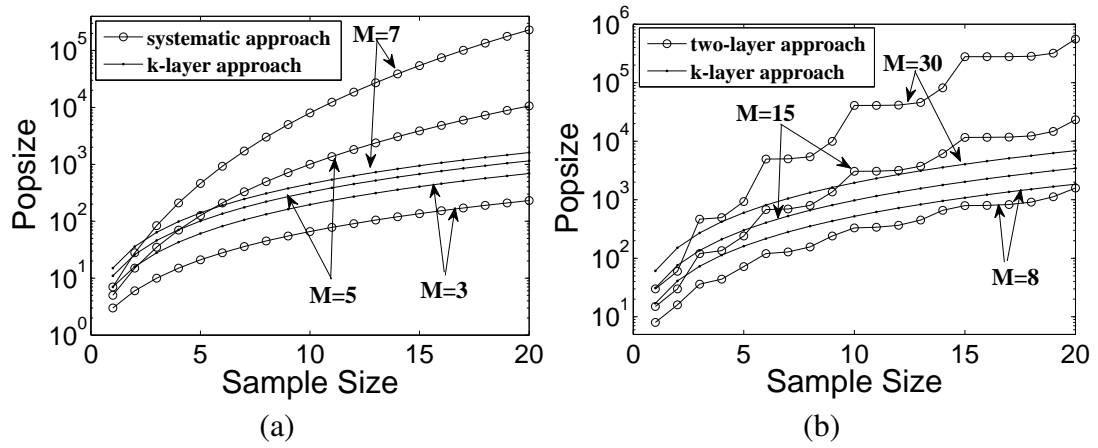 systematic approach
k-layer approach
M=7
M=5
M=3
Popsize
10^5
10^4
10^3
10^2
10^1
10^0
0
5
10
15
20
Sample Size
(a)
two-layer approach
k-layer approach
M=30
M=15
M=8
Popsize
10^6
10^5
10^4
10^3
10^2
10^1
0
5
10
15
20
Sample Size
(b)